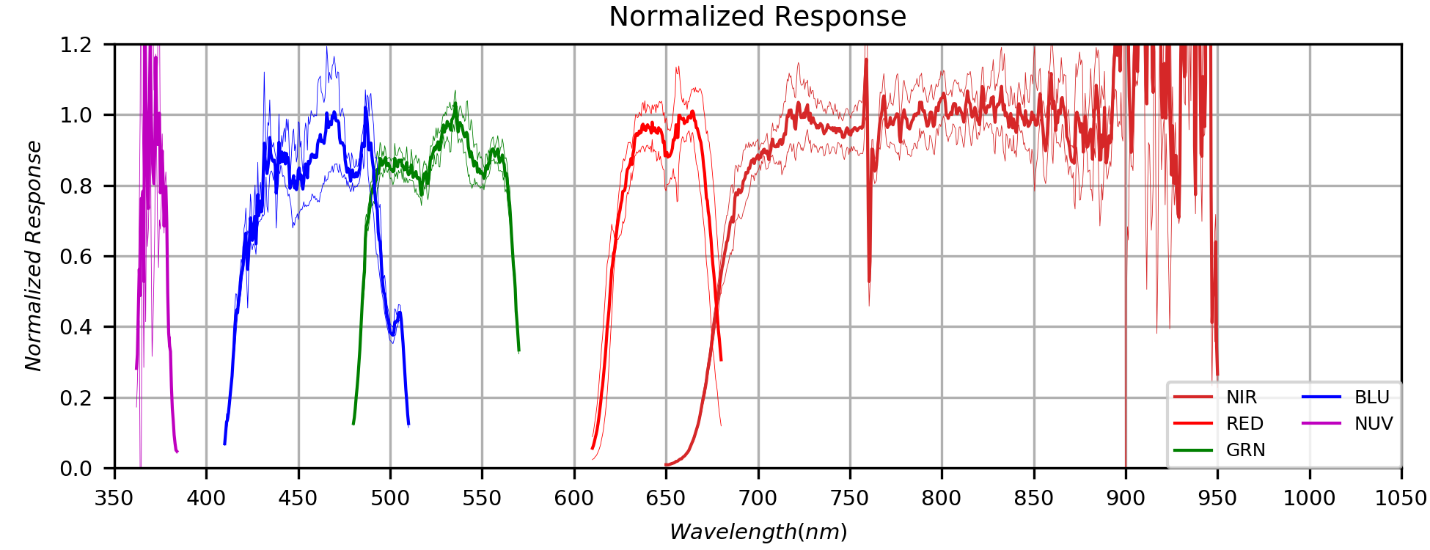 Normalized Response
1.2
1.0
0.8
0.6
0.4
0.2
0.0
Normalized Response
350 400 450 500 550 600 650 700 750 800 850 900 950 1000 1050
Wavelength(nm)
NIR BLU
RED NUV
GRN